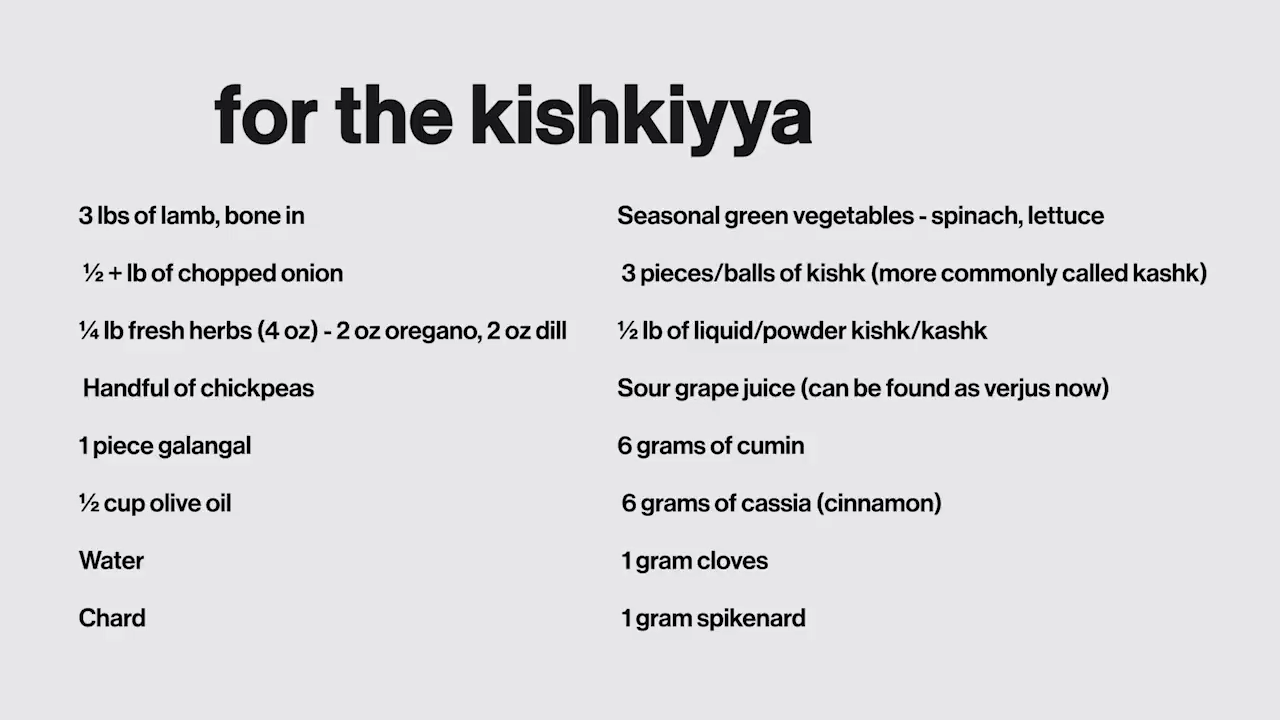 for the kishkiyya
3 lbs of lamb, bone in
½ + lb of chopped onion
¼ lb fresh herbs (4 oz) - 2 oz oregano, 2 oz dill
Handful of chickpeas
1 piece galangal
½ cup olive oil
Water
Chard
Seasonal green vegetables - spinach, lettuce
3 pieces/balls of kishk (more commonly called kashk)
½ lb of liquid/powder kishk/kashk
Sour grape juice (can be found as verjus now)
6 grams of cumin
6 grams of cassia (cinnamon)
1 gram cloves
1 gram spikenard